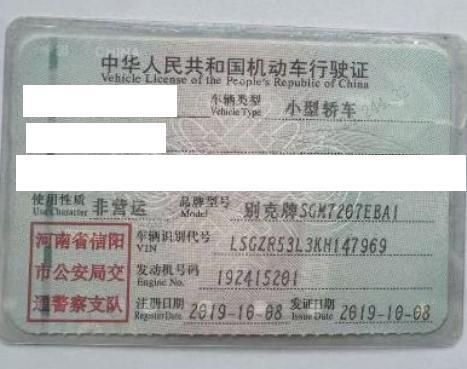 中华人民共和国机动车行驶证
Vehicle License of the People's Republic of China
车辆类型 小型轿车
Vehicle Type
使用性质 非营运 品牌型号 别克牌SGM7207EBA1
Use Character Model
河南省信阳
市公安局交
通警察支队
车辆识别代号 LSGZR53L3KH147969
VIN
发动机号码 192415201
Engine No.
注册日期 2019-10-08 发证日期 2019-10-08
Register Date Issue Date